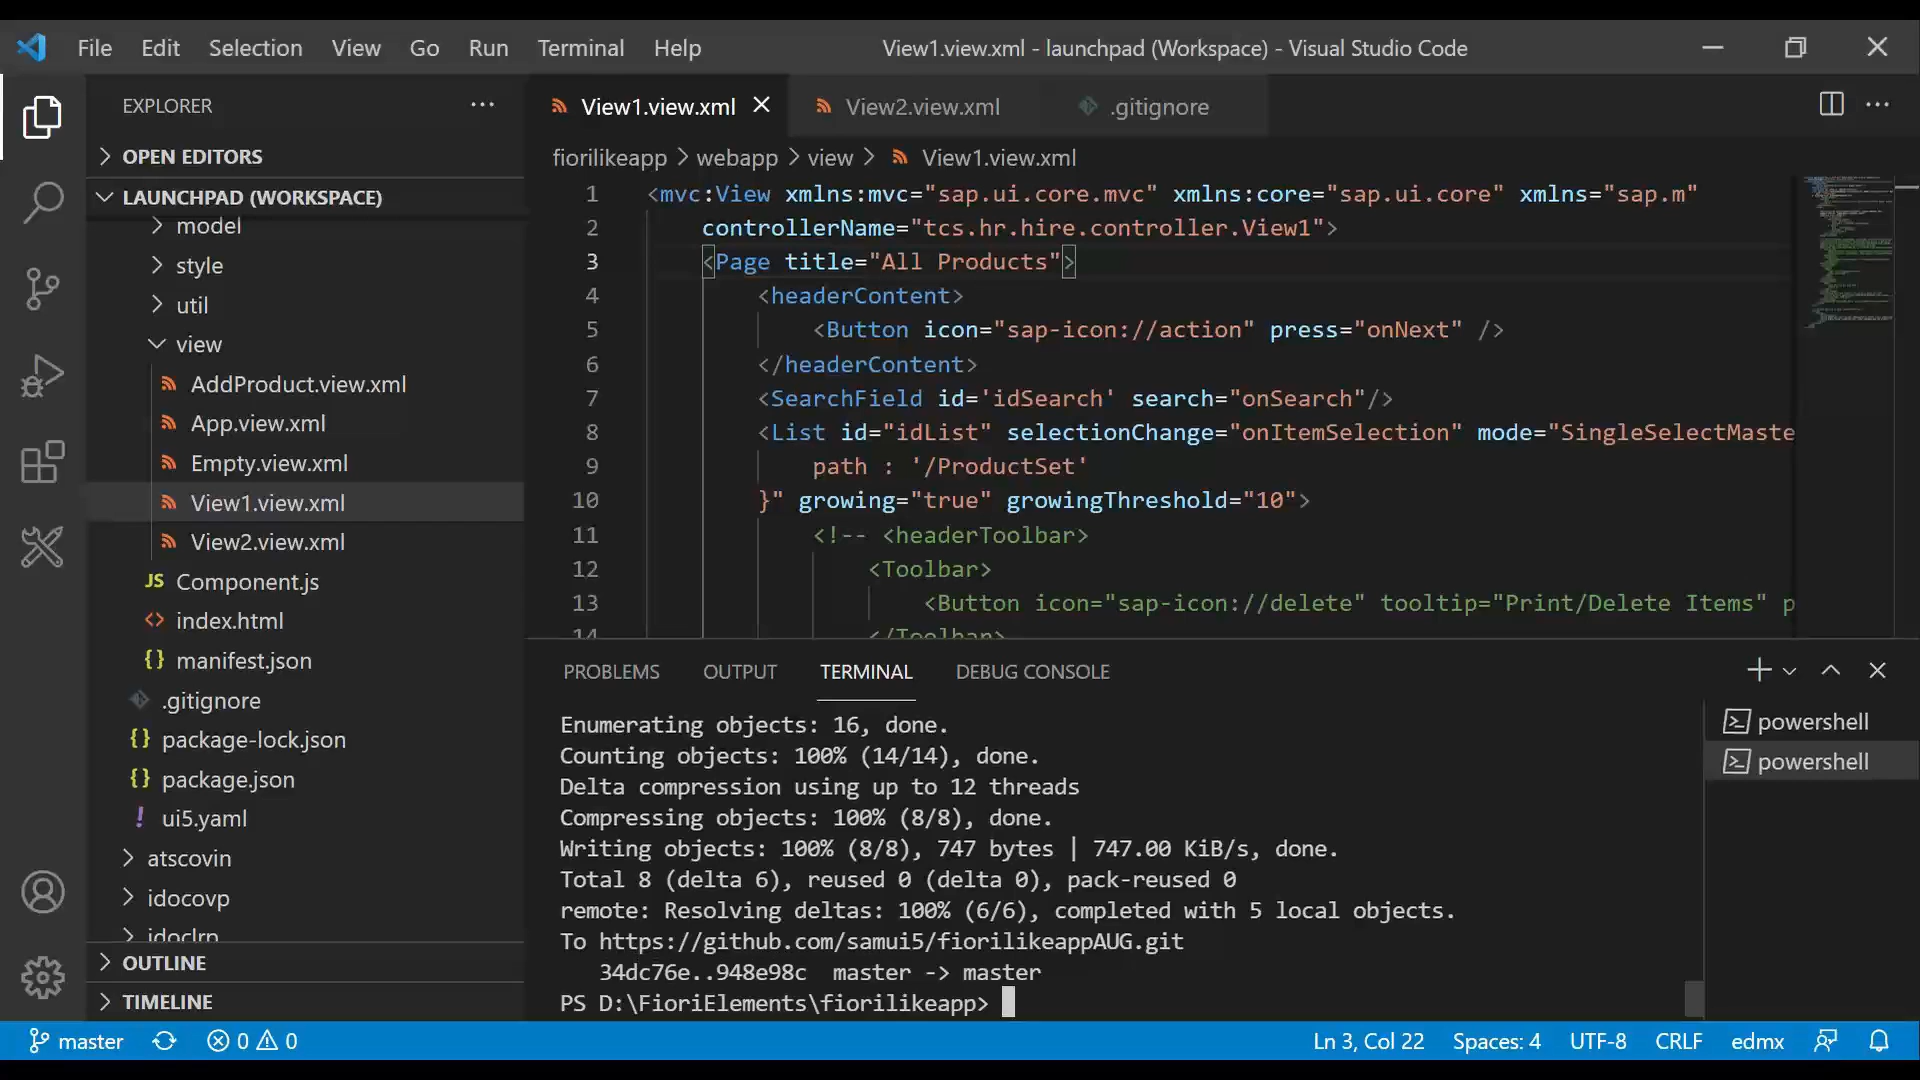 File Edit Selection View Go Run Terminal Help
View1.view.xml - launchpad (Workspace) - Visual Studio Code
EXPLORER
OPEN EDITORS
LAUNCHPAD (WORKSPACE)
model
style
util
view
AddProduct.view.xml
App.view.xml
Empty.view.xml
View1.view.xml
View2.view.xml
JS Component.js
<> index.html
{} manifest.json
.gitignore
{} package-lock.json
{} package.json
! ui5.yaml
atscovin
idocovp
idoclrn
OUTLINE
TIMELINE
View1.view.xml
View2.view.xml
.gitignore
fiorilikeapp > webapp > view > View1.view.xml
1 <mvc:View xmlns:mvc="sap.ui.core.mvc" xmlns:core="sap.ui.core" xmlns="sap.m"
2 controllerName="tcs.hr.hire.controller.View1">
3 <Page title="All Products">
4 <headerContent>
5 <Button icon="sap-icon://action" press="onNext" />
6 </headerContent>
7 <SearchField id='idSearch' search="onSearch"/>
8 <List id="idList" selectionChange="onItemSelection" mode="SingleSelectMaste
9 path : '/ProductSet'
10 }" growing="true" growingThreshold="10">
11 <!-- <headerToolbar>
12 <Toolbar>
13 <Button icon="sap-icon://delete" tooltip="Print/Delete Items" p
14 </Toolbar>
PROBLEMS OUTPUT TERMINAL DEBUG CONSOLE
Enumerating objects: 16, done.
Counting objects: 100% (14/14), done.
Delta compression using up to 12 threads
Compressing objects: 100% (8/8), done.
Writing objects: 100% (8/8), 747 bytes | 747.00 KiB/s, done.
Total 8 (delta 6), reused 0 (delta 0), pack-reused 0
remote: Resolving deltas: 100% (6/6), completed with 5 local objects.
To https://github.com/samui5/fiorilikeappAUG.git
34dc76e..948e98c master -> master
PS D:\FioriElements\fiorilikeapp>
powershell
powershell
master
0 0
Ln 3, Col 22
Spaces: 4
UTF-8
CRLF
edmx